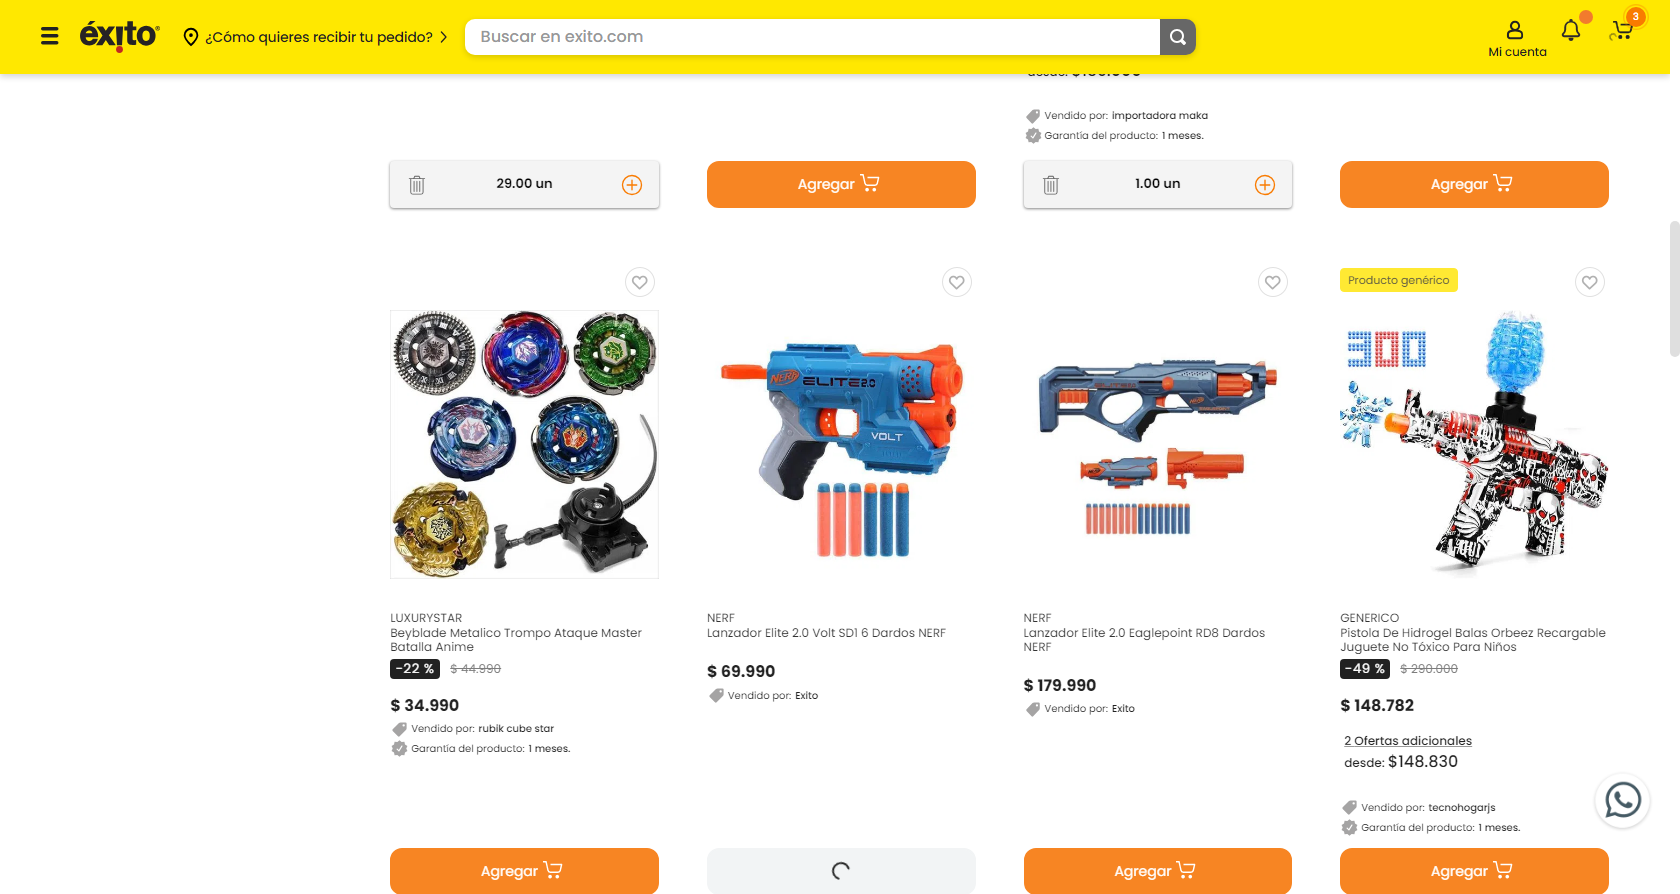 éxito
¿Cómo quieres recibir tu pedido?
Buscar en exito.com
Mi cuenta
3
Vendido por: importadora maka
Garantía del producto: 1 meses.
29.00 un
Agregar
1.00 un
Agregar
Producto genérico
NERF ELITE 2.0
VOLT
300
LUXURYSTAR
Beyblade Metalico Trompo Ataque Master
Batalla Anime
-22 % $ 44.990
$ 34.990
Vendido por: rubik cube star
Garantía del producto: 1 meses.
Agregar
NERF
Lanzador Elite 2.0 Volt SD1 6 Dardos NERF
$ 69.990
Vendido por: Exito
NERF
Lanzador Elite 2.0 Eaglepoint RD8 Dardos
NERF
$ 179.990
Vendido por: Exito
Agregar
GENERICO
Pistola De Hidrogel Balas Orbeez Recargable
Juguete No Tóxico Para Niños
-49 % $ 290.000
$ 148.782
2 Ofertas adicionales
desde: $148.830
Vendido por: tecnohogarjs
Garantía del producto: 1 meses.
Agregar